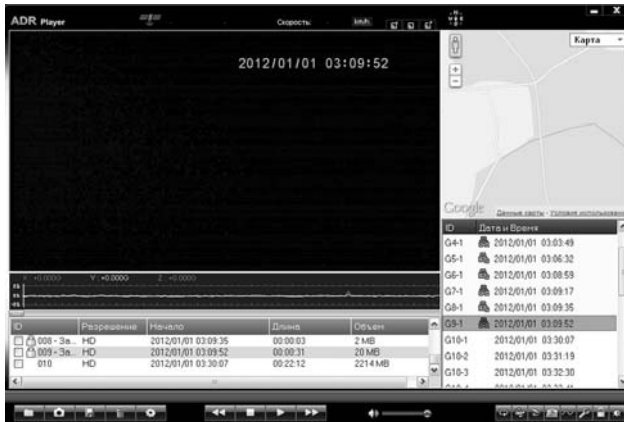 ADR Player
Скорость:
km/h
Карта
2012/01/01 03:09:52
Google
Данные карты - Условия использования
X : +0.000G Y : +0.000G Z : +0.000G
ID Дата и Время
G4-1 2012/01/01 03:03:49
G5-1 2012/01/01 03:06:32
G6-1 2012/01/01 03:08:59
G7-1 2012/01/01 03:09:17
G8-1 2012/01/01 03:09:35
G9-1 2012/01/01 03:09:52
G10-1 2012/01/01 03:30:07
G10-2 2012/01/01 03:31:19
G10-3 2012/01/01 03:32:30
ID Разрешение Начало Длина Объем
008 - За... HD 2012/01/01 03:09:35 00:00:03 2 MB
009 - За... HD 2012/01/01 03:09:52 00:00:31 20 MB
010 HD 2012/01/01 03:30:07 00:22:12 2214 MB